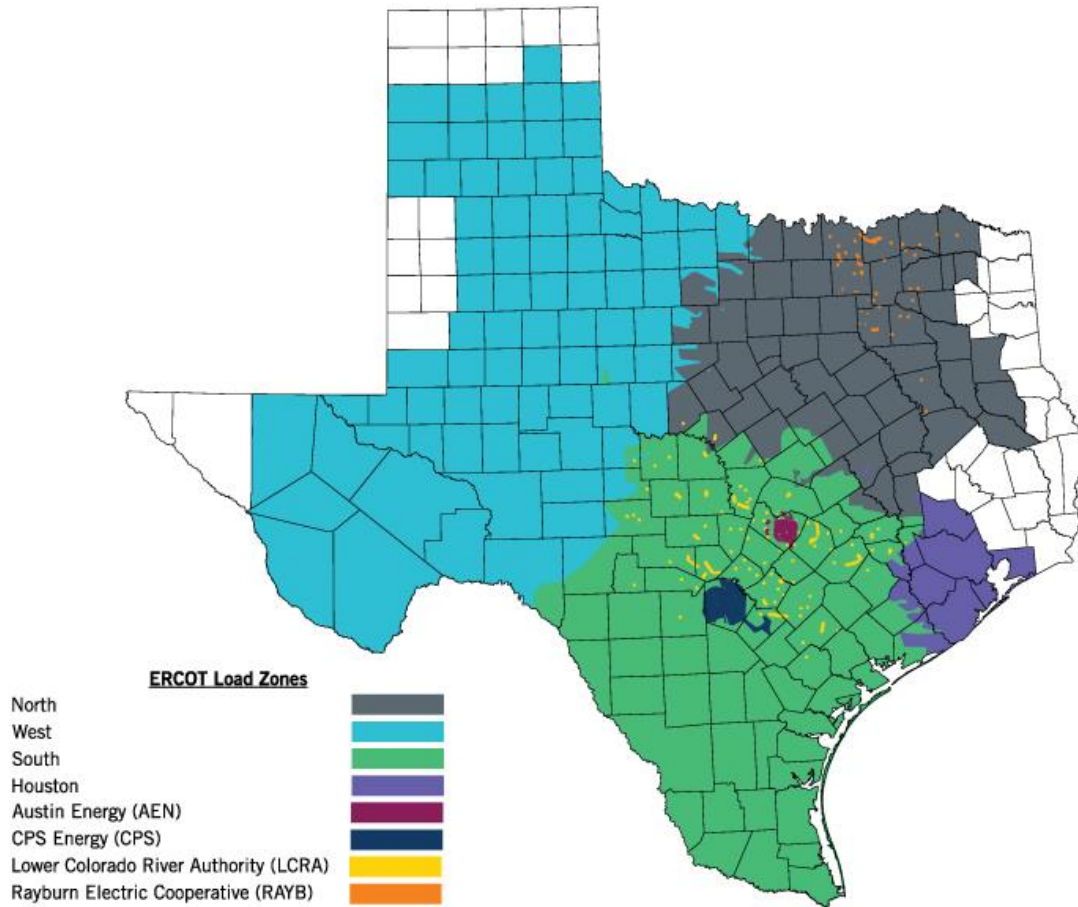 ERCOT Load Zones
North
West
South
Houston
Austin Energy (AEN)
CPS Energy (CPS)
Lower Colorado River Authority (LCRA)
Rayburn Electric Cooperative (RAYB)